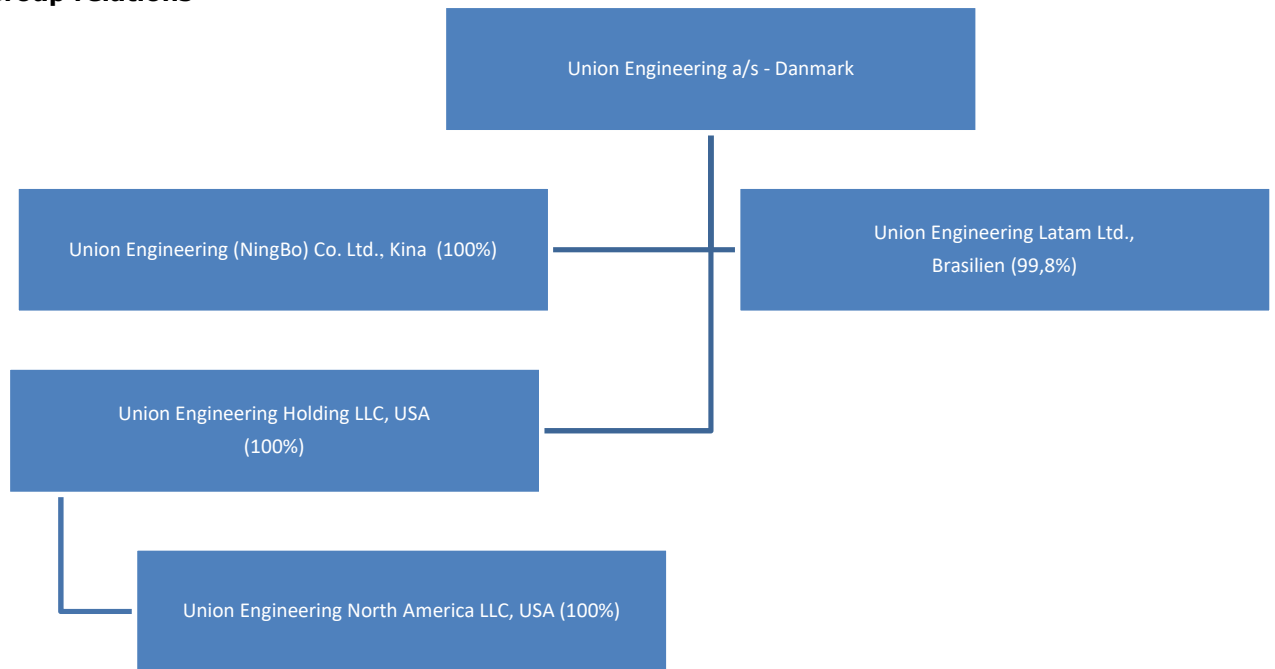 Union Engineering a/s - Danmark
Union Engineering (NingBo) Co. Ltd., Kina (100%)
Union Engineering Latam Ltd.,
Brasilien (99,8%)
Union Engineering Holding LLC, USA
(100%)
Union Engineering North America LLC, USA (100%)